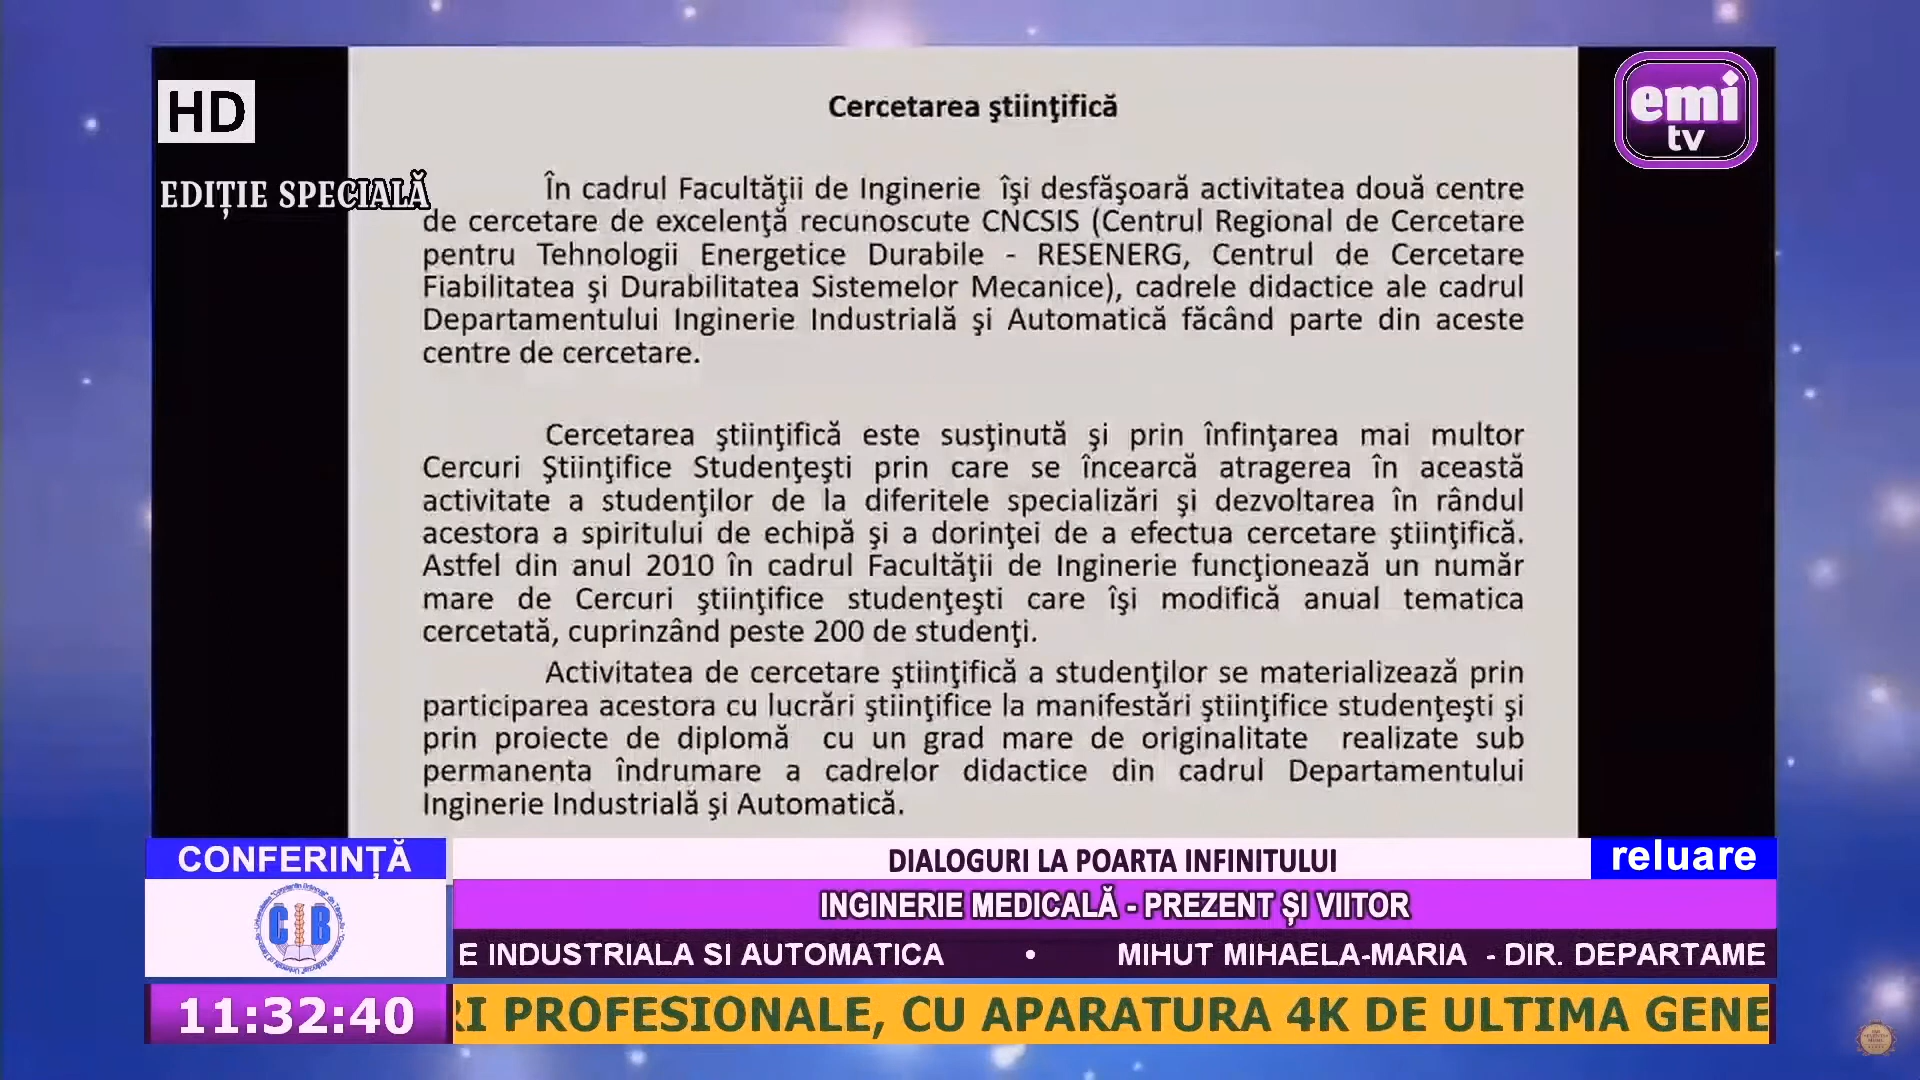 HD
emi
tv
EDIȚIE SPECIALĂ
Cercetarea ştiinţifică
În cadrul Facultăţii de Inginerie îşi desfăşoară activitatea două centre
de cercetare de excelenţă recunoscute CNCSIS (Centrul Regional de Cercetare
pentru Tehnologii Energetice Durabile - RESENERG, Centrul de Cercetare
Fiabilitatea şi Durabilitatea Sistemelor Mecanice), cadrele didactice ale cadrul
Departamentului Inginerie Industrială şi Automatică făcând parte din aceste
centre de cercetare.
Cercetarea ştiinţifică este susţinută şi prin înfinţarea mai multor
Cercuri Ştiinţifice Studenţeşti prin care se încearcă atragerea în această
activitate a studenţilor de la diferitele specializări şi dezvoltarea în rândul
acestora a spiritului de echipă şi a dorinţei de a efectua cercetare ştiinţifică.
Astfel din anul 2010 în cadrul Facultăţii de Inginerie funcţionează un număr
mare de Cercuri ştiinţifice studenţeşti care îşi modifică anual tematica
cercetată, cuprinzând peste 200 de studenţi.
Activitatea de cercetare ştiinţifică a studenţilor se materializează prin
participarea acestora cu lucrări ştiinţifice la manifestări ştiinţifice studenţeşti şi
prin proiecte de diplomă cu un grad mare de originalitate realizate sub
permanenta îndrumare a cadrelor didactice din cadrul Departamentului
Inginerie Industrială şi Automatică.
CONFERINȚĂ
DIALOGURI LA POARTA INFINITULUI
reluare
INGINERIE MEDICALĂ - PREZENT ȘI VIITOR
C B
E INDUSTRIALA SI AUTOMATICA • MIHUT MIHAELA-MARIA - DIR. DEPARTAME
11:32:40
RI PROFESIONALE, CU APARATURA 4K DE ULTIMA GENE